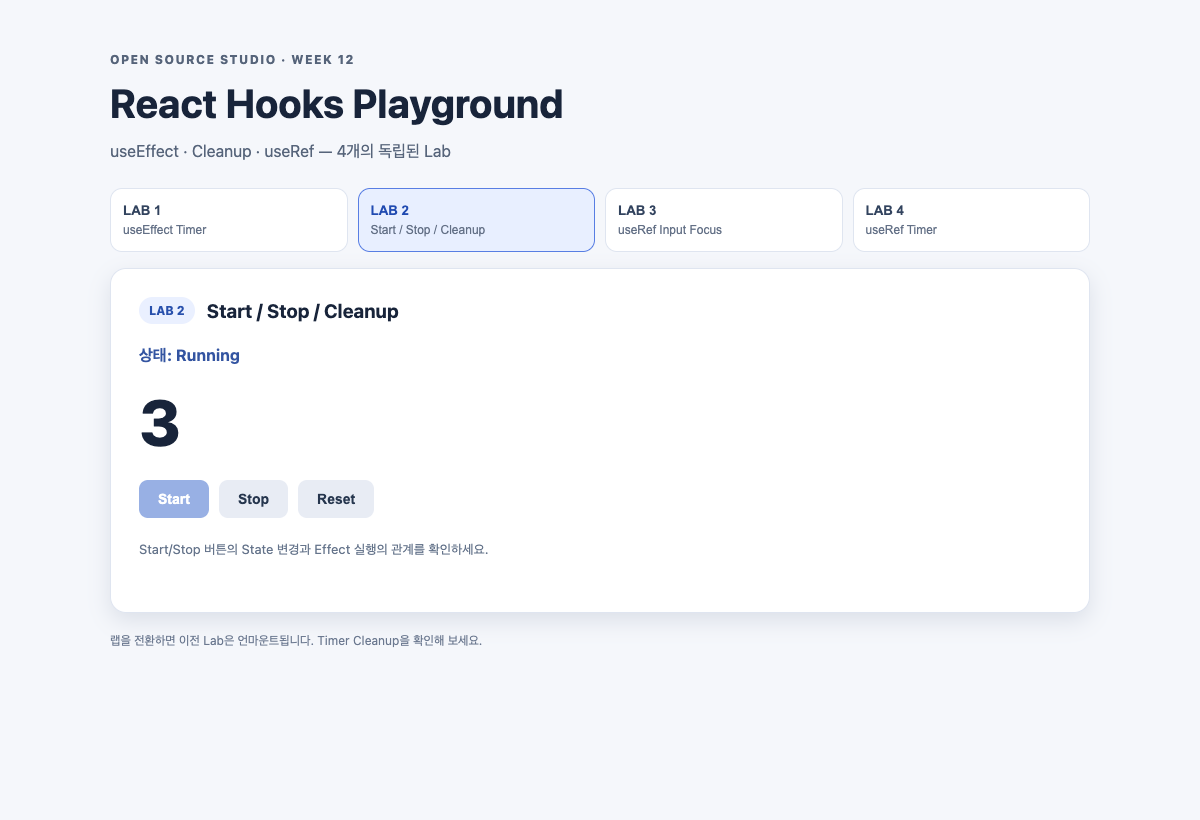 OPEN SOURCE STUDIO · WEEK 12
React Hooks Playground
useEffect · Cleanup · useRef — 4개의 독립된 Lab
LAB 1
useEffect Timer
LAB 2
Start / Stop / Cleanup
LAB 3
useRef Input Focus
LAB 4
useRef Timer
LAB 2 Start / Stop / Cleanup
상태: Running
3
Start Stop Reset
Start/Stop 버튼의 State 변경과 Effect 실행의 관계를 확인하세요.
랩을 전환하면 이전 Lab은 언마운트됩니다. Timer Cleanup을 확인해 보세요.